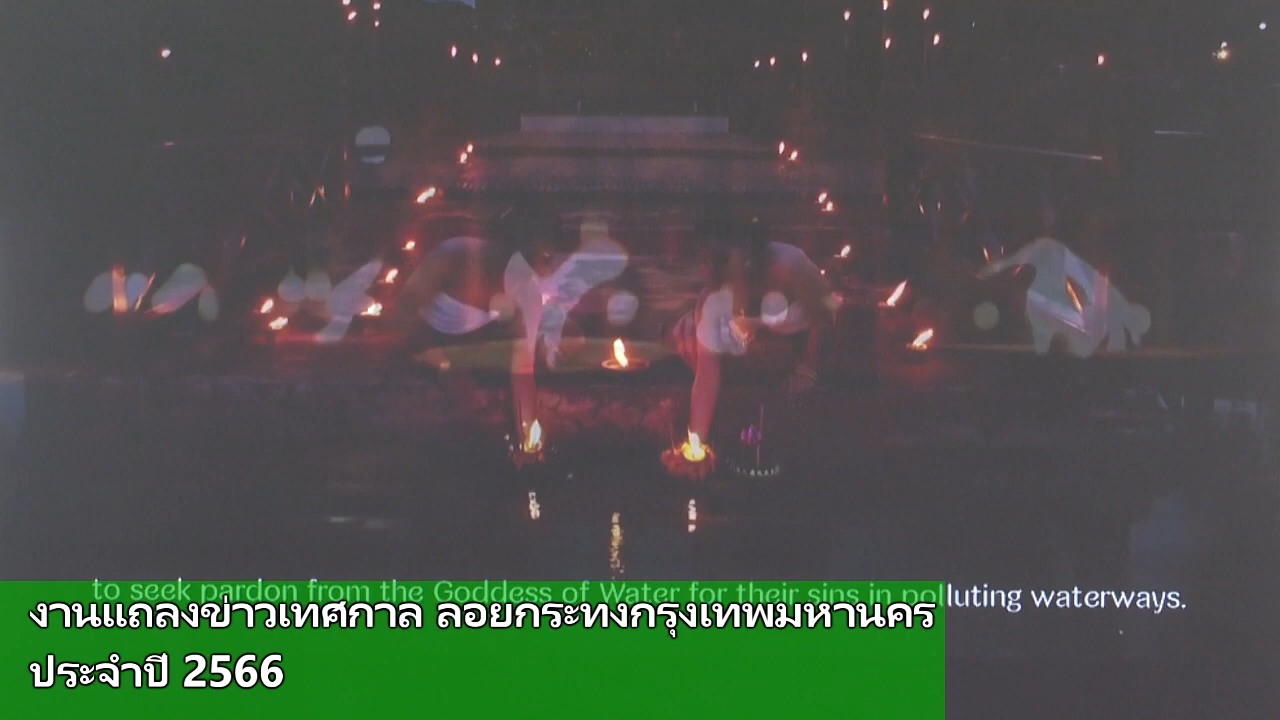 to seek pardon from the Goddess of Water for their sins in polluting waterways.
งานแถลงข่าวเทศกาล ลอยกระทงกรุงเทพมหานคร
ประจำปี 2566